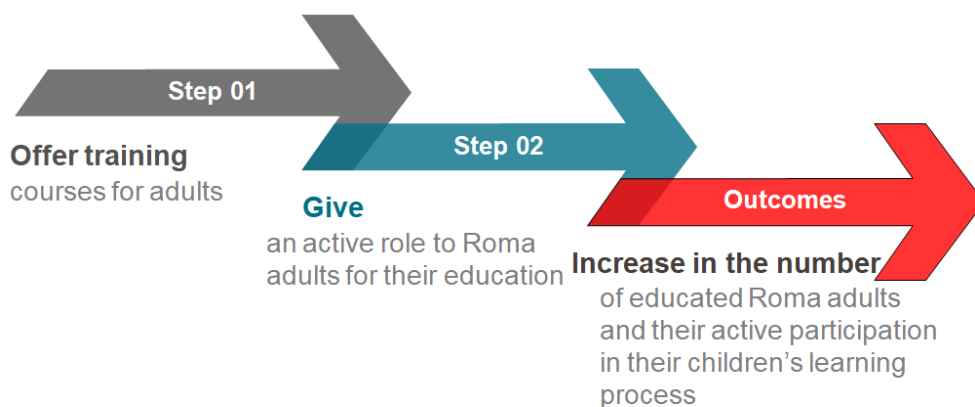 Step 01
Offer training
courses for adults
Step 02
Give
an active role to Roma
adults for their education
Outcomes
Increase in the number
of educated Roma adults
and their active participation
in their children's learning
process